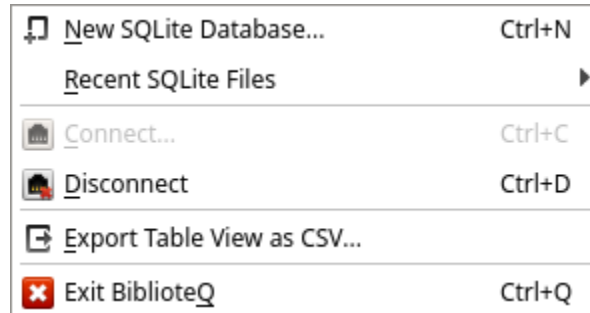 New SQLite Database... Ctrl+N
Recent SQLite Files
Connect... Ctrl+C
Disconnect Ctrl+D
Export Table View as CSV...
Exit BiblioteQ Ctrl+Q